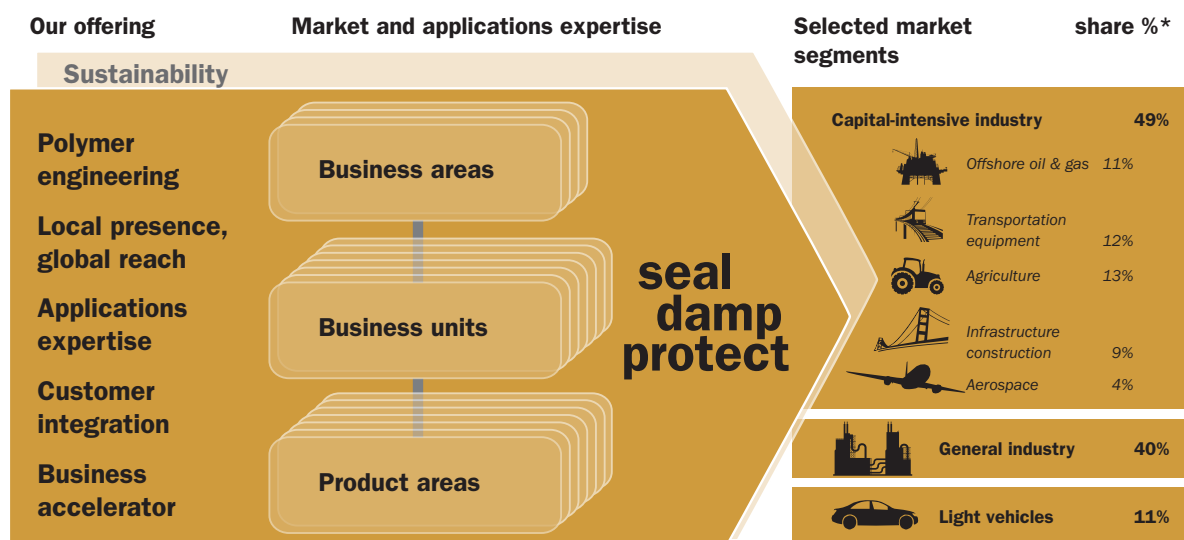 Our offering
Market and applications expertise
Selected market
segments
share %*
Sustainability
Polymer
engineering
Local presence,
global reach
Applications
expertise
Customer
integration
Business
accelerator
Business areas
Business units
Product areas
seal
damp
protect
Capital-intensive industry 49%
Offshore oil & gas 11%
Transportation
equipment 12%
Agriculture 13%
Infrastructure
construction 9%
Aerospace 4%
General industry 40%
Light vehicles 11%